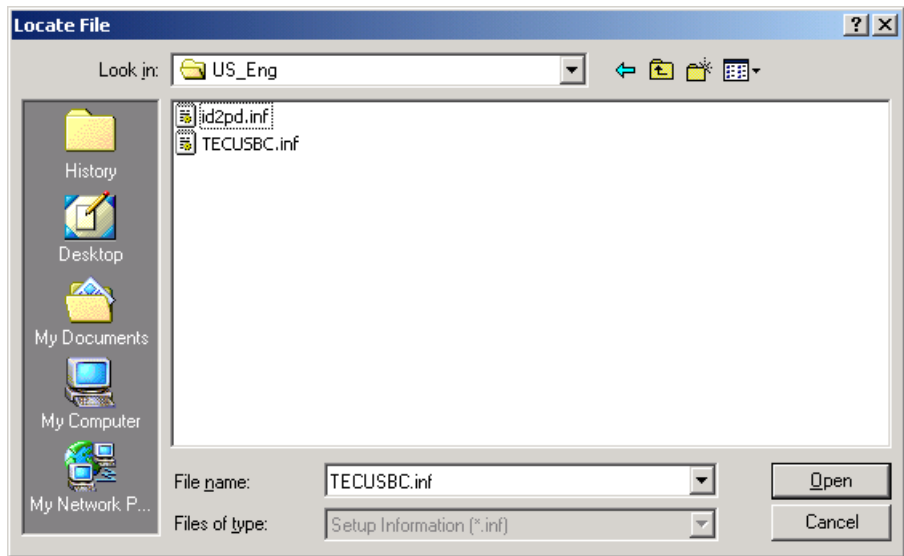 Locate File
Look in: US_Eng
id2pd.inf
TECUSBC.inf
History
Desktop
My Documents
My Computer
My Network P...
File name: TECUSBC.inf Open
Files of type: Setup Information (*.inf) Cancel